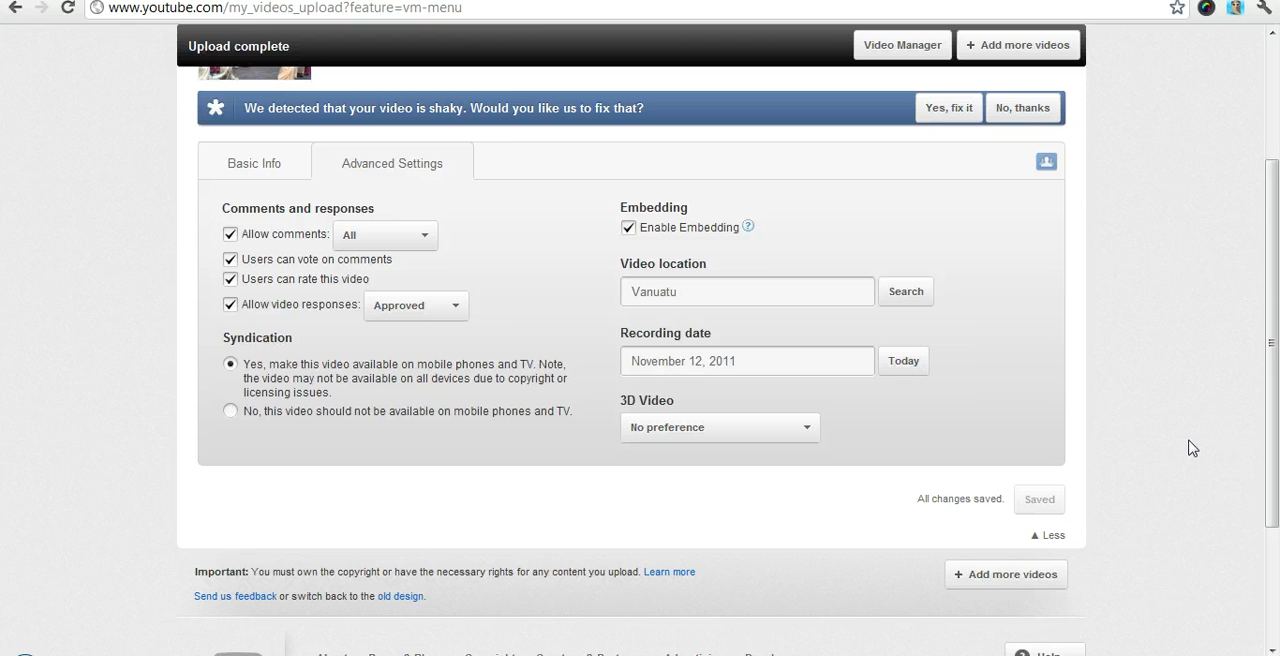 www.youtube.com/my_videos_upload?feature=vm-menu
Upload complete
Video Manager
+ Add more videos
We detected that your video is shaky. Would you like us to fix that?
Yes, fix it
No, thanks
Basic Info
Advanced Settings
Comments and responses
Allow comments: All
Users can vote on comments
Users can rate this video
Allow video responses: Approved
Syndication
Yes, make this video available on mobile phones and TV. Note,
the video may not be available on all devices due to copyright or
licensing issues.
No, this video should not be available on mobile phones and TV.
Embedding
Enable Embedding ?
Video location
Vanuatu
Search
Recording date
November 12, 2011
Today
3D Video
No preference
All changes saved.
Saved
▲ Less
Important: You must own the copyright or have the necessary rights for any content you upload. Learn more
+ Add more videos
Send us feedback or switch back to the old design.